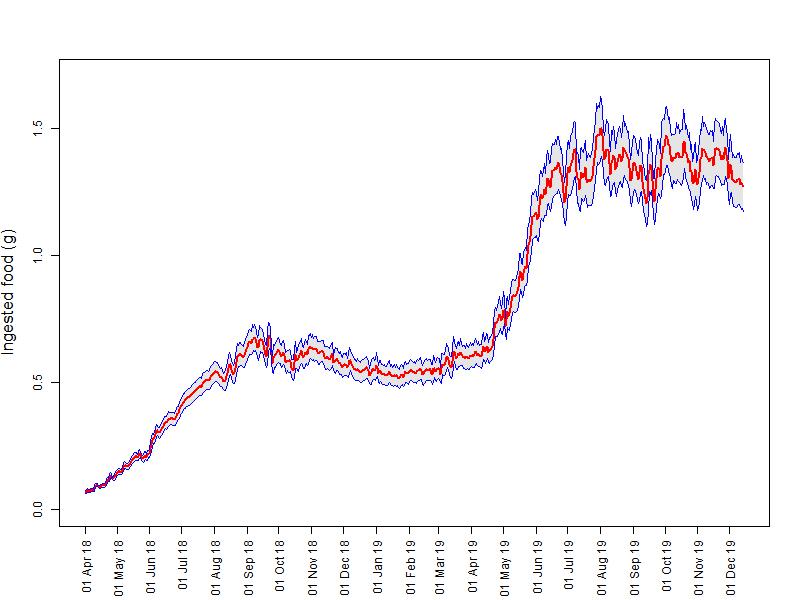 Ingested food (g)
1.5
1.0
0.5
0.0
01 Apr 18
01 May 18
01 Jun 18
01 Jul 18
01 Aug 18
01 Sep 18
01 Oct 18
01 Nov 18
01 Dec 18
01 Jan 19
01 Feb 19
01 Mar 19
01 Apr 19
01 May 19
01 Jun 19
01 Jul 19
01 Aug 19
01 Sep 19
01 Oct 19
01 Nov 19
01 Dec 19